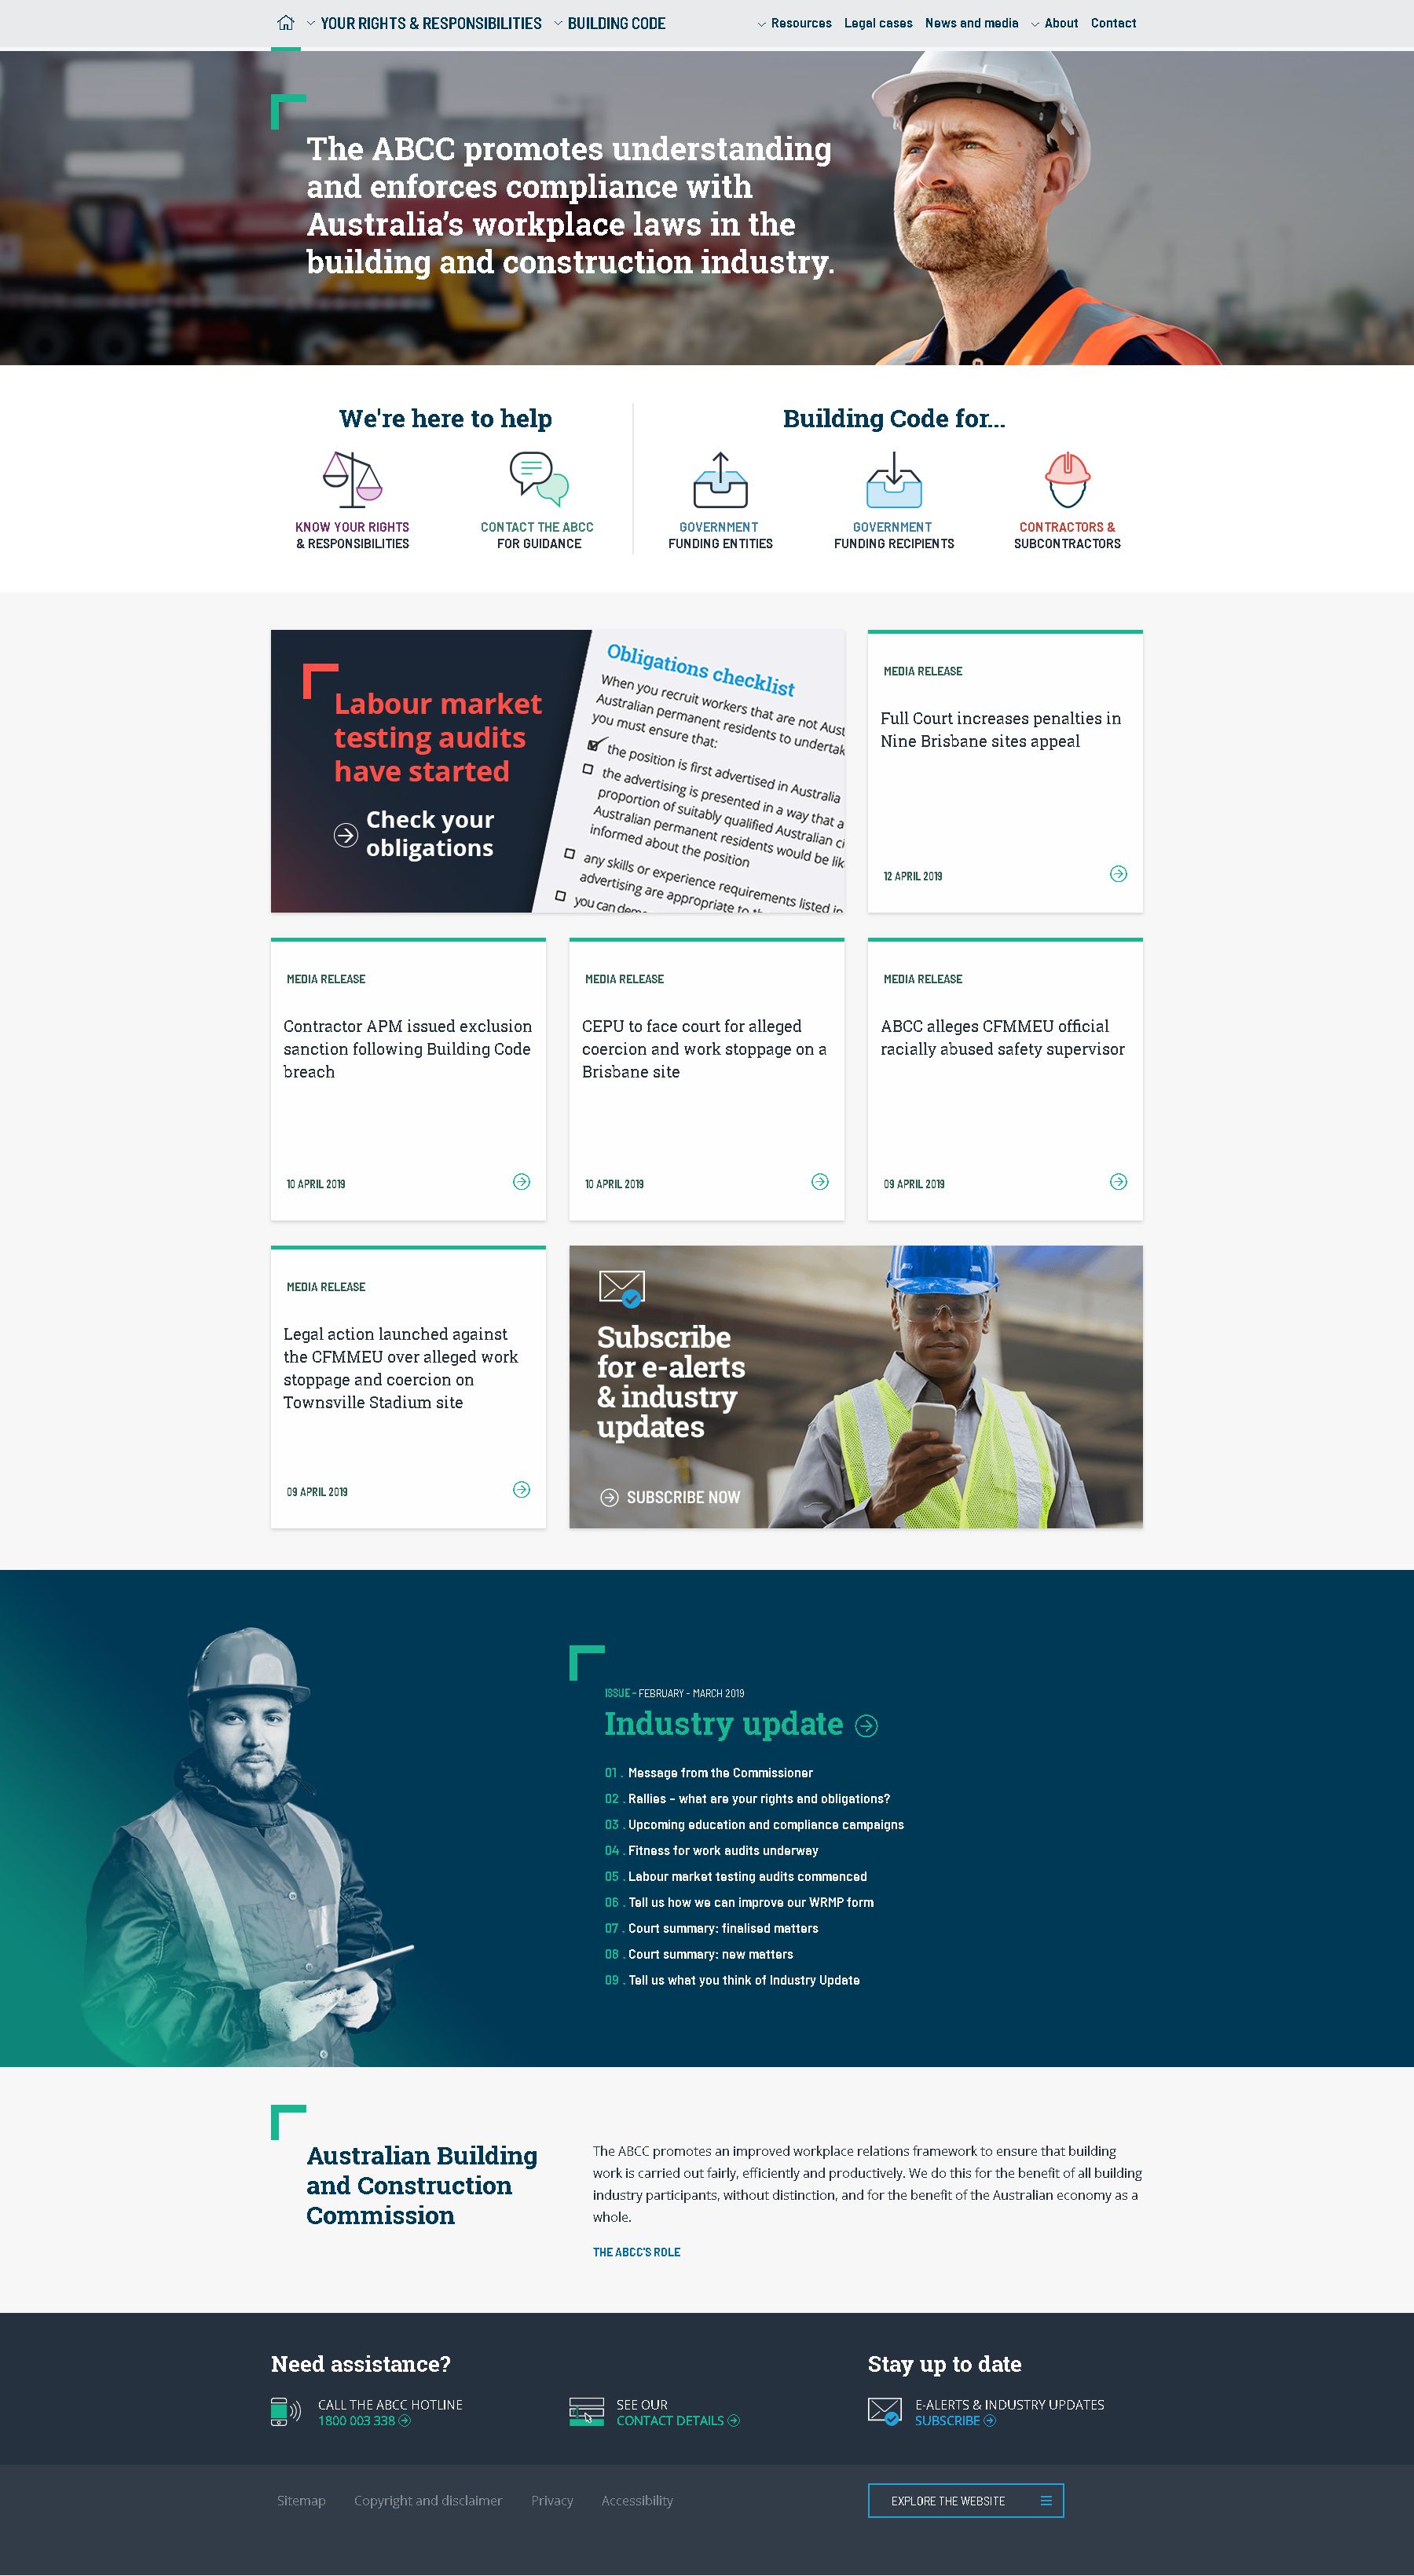 YOUR RIGHTS & RESPONSIBILITIES
BUILDING CODE
Resources
Legal cases
News and media
About
Contact
The ABCC promotes understanding
and enforces compliance with
Australia's workplace laws in the
building and construction industry.
We're here to help
KNOW YOUR RIGHTS
& RESPONSIBILITIES
CONTACT THE ABCC
FOR GUIDANCE
Building Code for...
GOVERNMENT
FUNDING ENTITIES
GOVERNMENT
FUNDING RECIPIENTS
CONTRACTORS &
SUBCONTRACTORS
Labour market
testing audits
have started
Check your
obligations
Obligations checklist
When you recruit workers that are not Aust
Australian permanent residents to undertak
you must ensure that:
the position is first advertised in Australia
the advertising is presented in a way that a
proportion of suitably qualified Australian ci
Australian permanent residents would be lik
informed about the position
any skills or experience requirements listed in
advertising are appropriate to th
you can dem
MEDIA RELEASE
Full Court increases penalties in
Nine Brisbane sites appeal
12 APRIL 2019
MEDIA RELEASE
Contractor APM issued exclusion
sanction following Building Code
breach
10 APRIL 2019
MEDIA RELEASE
CEPU to face court for alleged
coercion and work stoppage on a
Brisbane site
10 APRIL 2019
MEDIA RELEASE
ABCC alleges CFMMEU official
racially abused safety supervisor
09 APRIL 2019
MEDIA RELEASE
Legal action launched against
the CFMMEU over alleged work
stoppage and coercion on
Townsville Stadium site
09 APRIL 2019
Subscribe
for e-alerts
& industry
updates
SUBSCRIBE NOW
ISSUE - FEBRUARY - MARCH 2019
Industry update
01 . Message from the Commissioner
02 . Rallies – what are your rights and obligations?
03 . Upcoming education and compliance campaigns
04 . Fitness for work audits underway
05 . Labour market testing audits commenced
06 . Tell us how we can improve our WRMP form
07 . Court summary: finalised matters
08 . Court summary: new matters
09 . Tell us what you think of Industry Update
Australian Building
and Construction
Commission
The ABCC promotes an improved workplace relations framework to ensure that building
work is carried out fairly, efficiently and productively. We do this for the benefit of all building
industry participants, without distinction, and for the benefit of the Australian economy as a
whole.
THE ABCC'S ROLE
Need assistance?
CALL THE ABCC HOTLINE
1800 003 338
SEE OUR
CONTACT DETAILS
Stay up to date
E-ALERTS & INDUSTRY UPDATES
SUBSCRIBE
Sitemap
Copyright and disclaimer
Privacy
Accessibility
EXPLORE THE WEBSITE